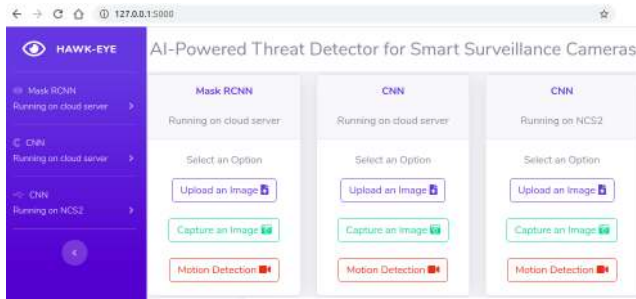 127.0.0.1:5000
HAWK-EYE
AI-Powered Threat Detector for Smart Surveillance Cameras
Mask RCNN
Running on cloud server
CNN
Running on cloud server
CNN
Running on NCS2
Mask RCNN
Running on cloud server
Select an Option
Upload an Image
Capture an Image
Motion Detection
CNN
Running on cloud server
Select an Option
Upload an Image
Capture an Image
Motion Detection
CNN
Running on NCS2
Select an Option
Upload an Image
Capture an Image
Motion Detection